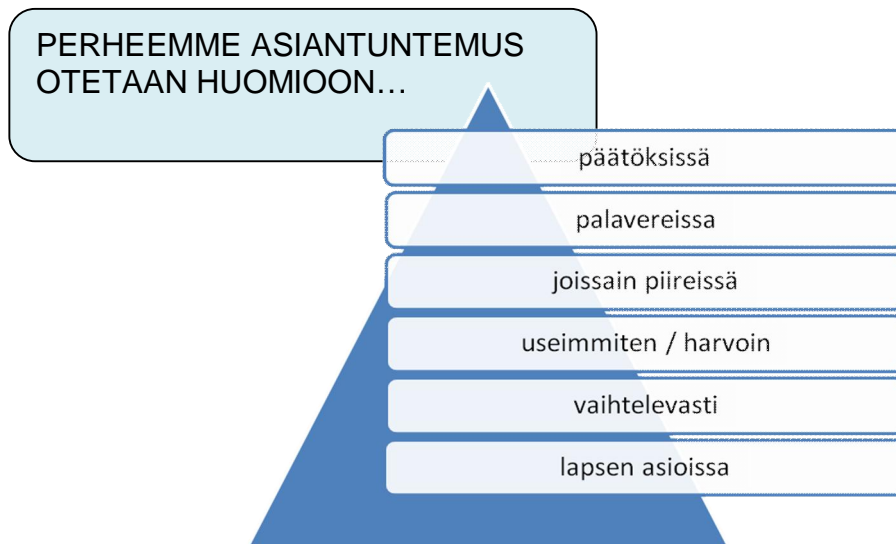 PERHEEMME ASIANTUNTEMUS
OTETAAN HUOMIOON…
päätöksissä
palavereissa
joissain piireissä
useimmiten / harvoin
vaihtelevasti
lapsen asioissa